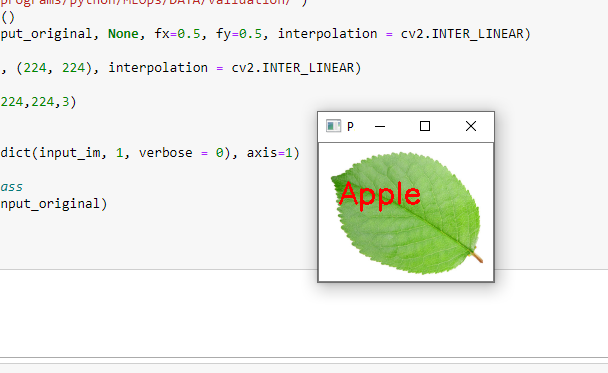 programs/python/MLOps/DATA/Validation/')
()
put_original, None, fx=0.5, fy=0.5, interpolation = cv2.INTER_LINEAR)
, (224, 224), interpolation = cv2.INTER_LINEAR)
224,224,3)
dict(input_im, 1, verbose = 0), axis=1)
ass
nput_original)
P
Apple